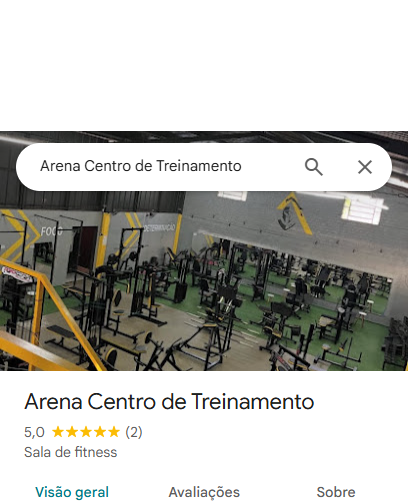 Arena Centro de Treinamento
FOCO
DETERMINAÇÃO
Arena Centro de Treinamento
5,0 (2)
Sala de fitness
Visão geral Avaliações Sobre